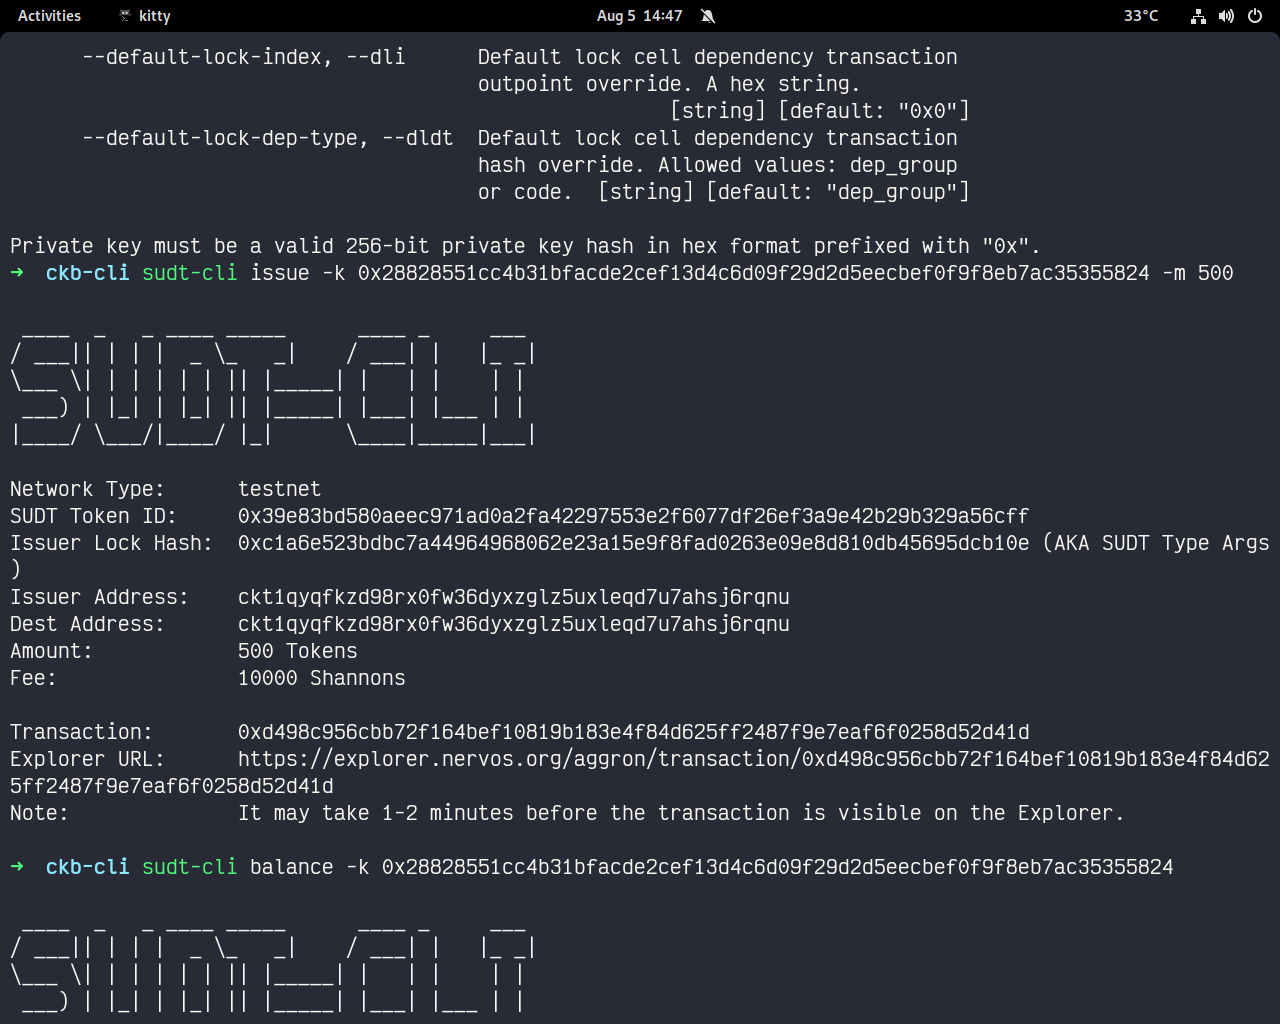 Activities kitty Aug 5 14:47 33°C
--default-lock-index, --dli Default lock cell dependency transaction
outpoint override. A hex string.
[string] [default: "0x0"]
--default-lock-dep-type, --dldt Default lock cell dependency transaction
hash override. Allowed values: dep_group
or code. [string] [default: "dep_group"]
Private key must be a valid 256-bit private key hash in hex format prefixed with "0x".
→ ckb-cli sudt-cli issue -k 0x28828551cc4b31bfacde2cef13d4c6d09f29d2d5eecbef0f9f8eb7ac35355824 -m 500
SUDT-CLI
Network Type: testnet
SUDT Token ID: 0x39e83bd580aeec971ad0a2fa42297553e2f6077df26ef3a9e42b29b329a56cff
Issuer Lock Hash: 0xc1a6e523bdbc7a44964968062e23a15e9f8fad0263e09e8d810db45695dcb10e (AKA SUDT Type Args
)
Issuer Address: ckt1qyqfkzd98rx0fw36dyxzglz5uxleqd7u7ahsj6rqnu
Dest Address: ckt1qyqfkzd98rx0fw36dyxzglz5uxleqd7u7ahsj6rqnu
Amount: 500 Tokens
Fee: 10000 Shannons
Transaction: 0xd498c956cbb72f164bef10819b183e4f84d625ff2487f9e7eaf6f0258d52d41d
Explorer URL: https://explorer.nervos.org/aggron/transaction/0xd498c956cbb72f164bef10819b183e4f84d62
5ff2487f9e7eaf6f0258d52d41d
Note: It may take 1-2 minutes before the transaction is visible on the Explorer.
→ ckb-cli sudt-cli balance -k 0x28828551cc4b31bfacde2cef13d4c6d09f29d2d5eecbef0f9f8eb7ac35355824
SUDT-CLI